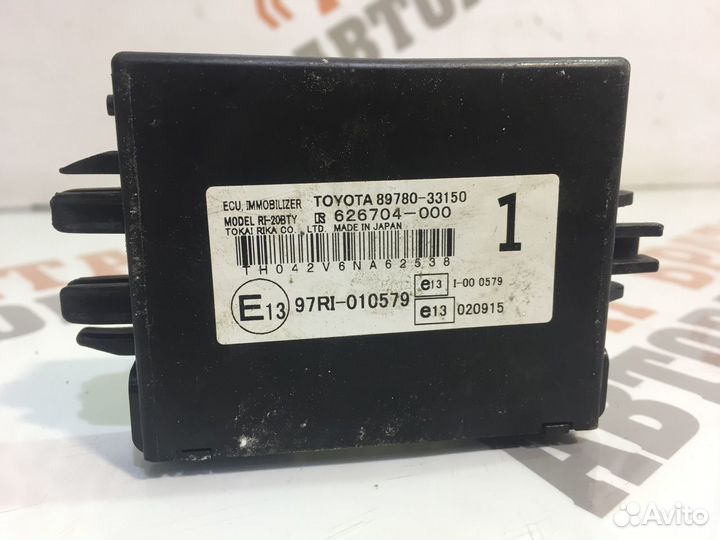 ECU, IMMOBILIZER TOYOTA 89780-33150
MODEL RI-20BTY R 626704-000
TOKAI RIKA CO., LTD. MADE IN JAPAN
1
TH042V6NA62538
E13 97RI-010579
e13 I-00 0579
e13 020915
Avito